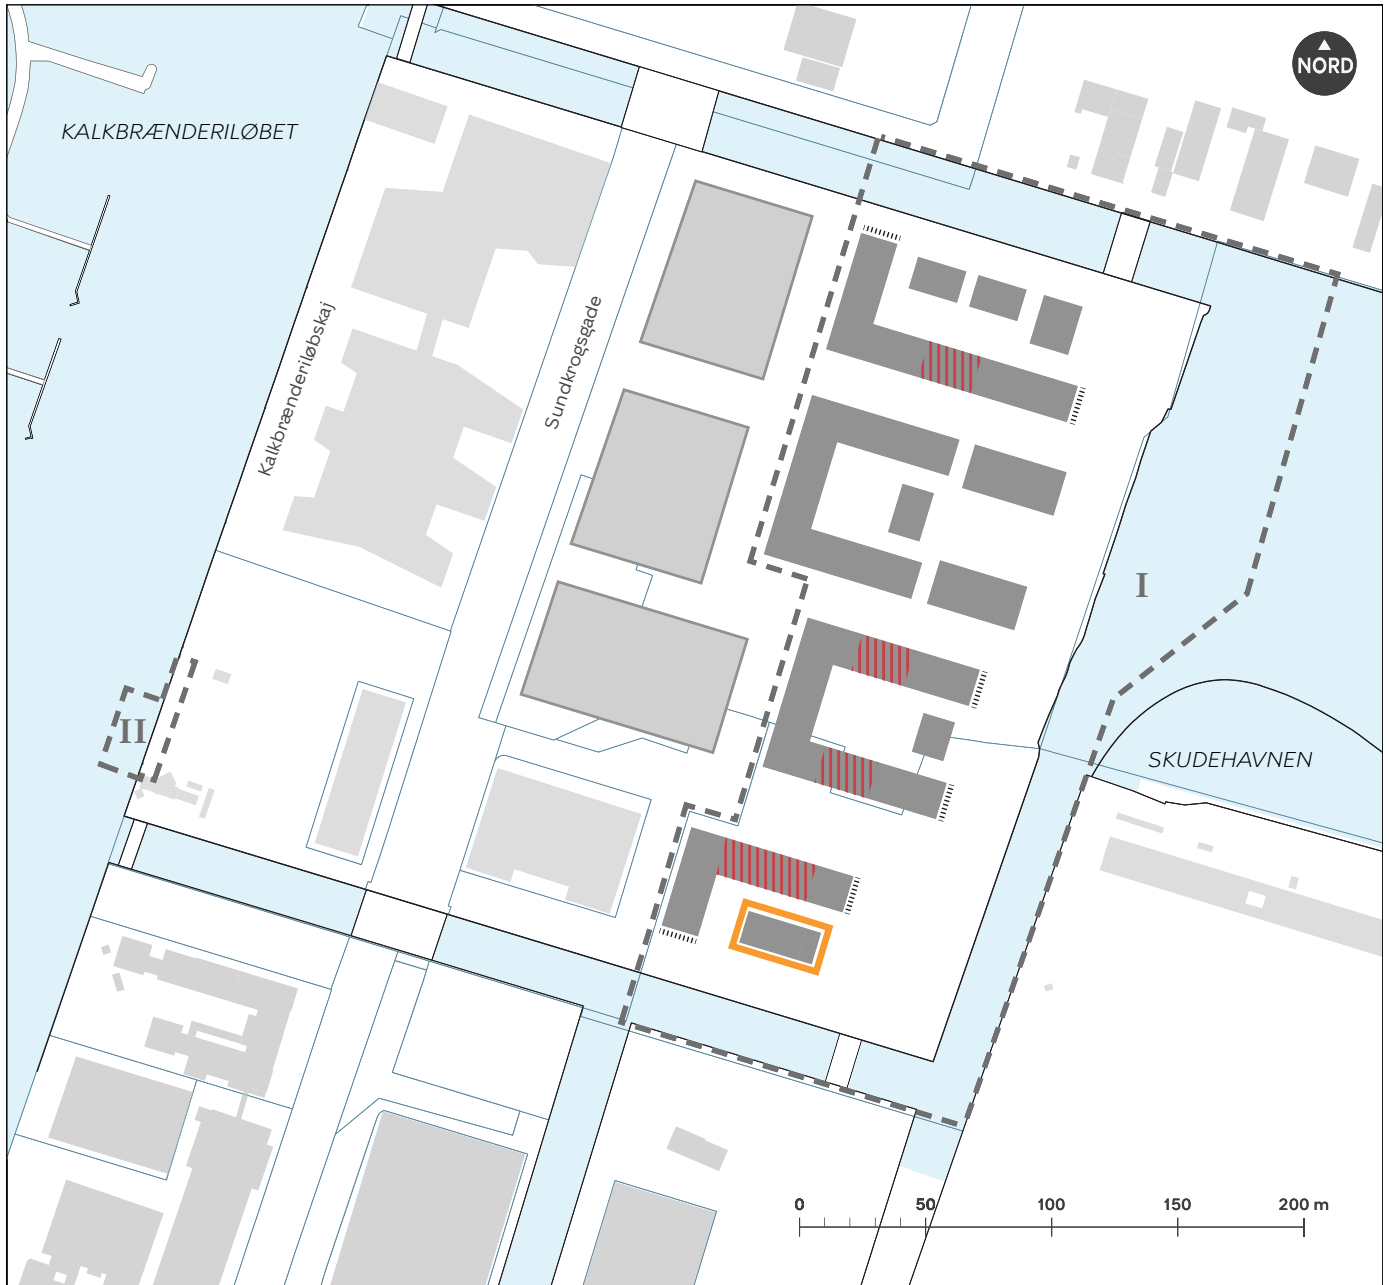 NORD
KALKBRÆNDERILØBET
Kalkbrænderiløbskaj
Sundkrogsgade
I
II
SKUDEHAVNEN
0 50 100 150 200 m